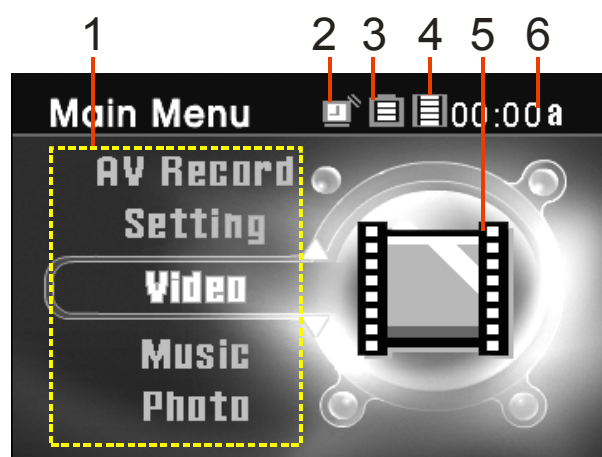 1 2 3 4 5 6
Main Menu 00:00a
AV Record
Setting
Video
Music
Photo